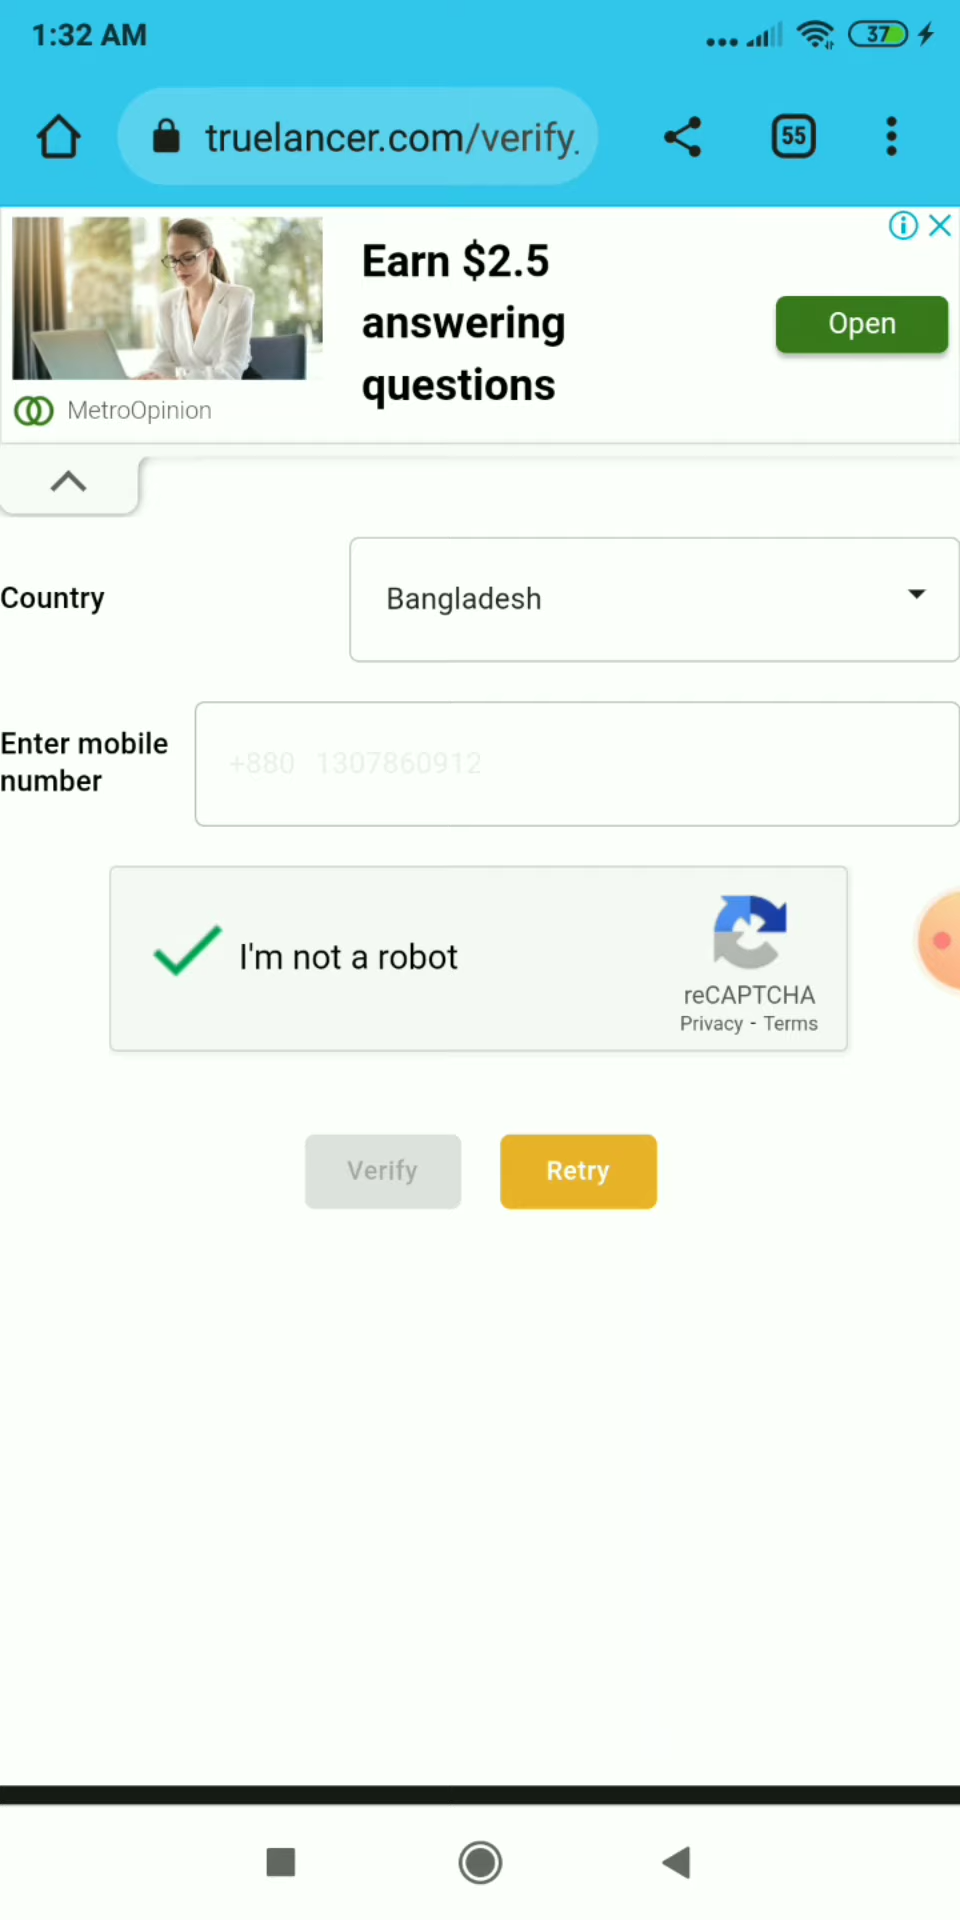 1:32 AM
37
truelancer.com/verify.
55
Earn $2.5
answering
questions
Open
MetroOpinion
Country
Bangladesh
Enter mobile
number
+880 1307860912
I'm not a robot
reCAPTCHA
Privacy - Terms
Verify
Retry